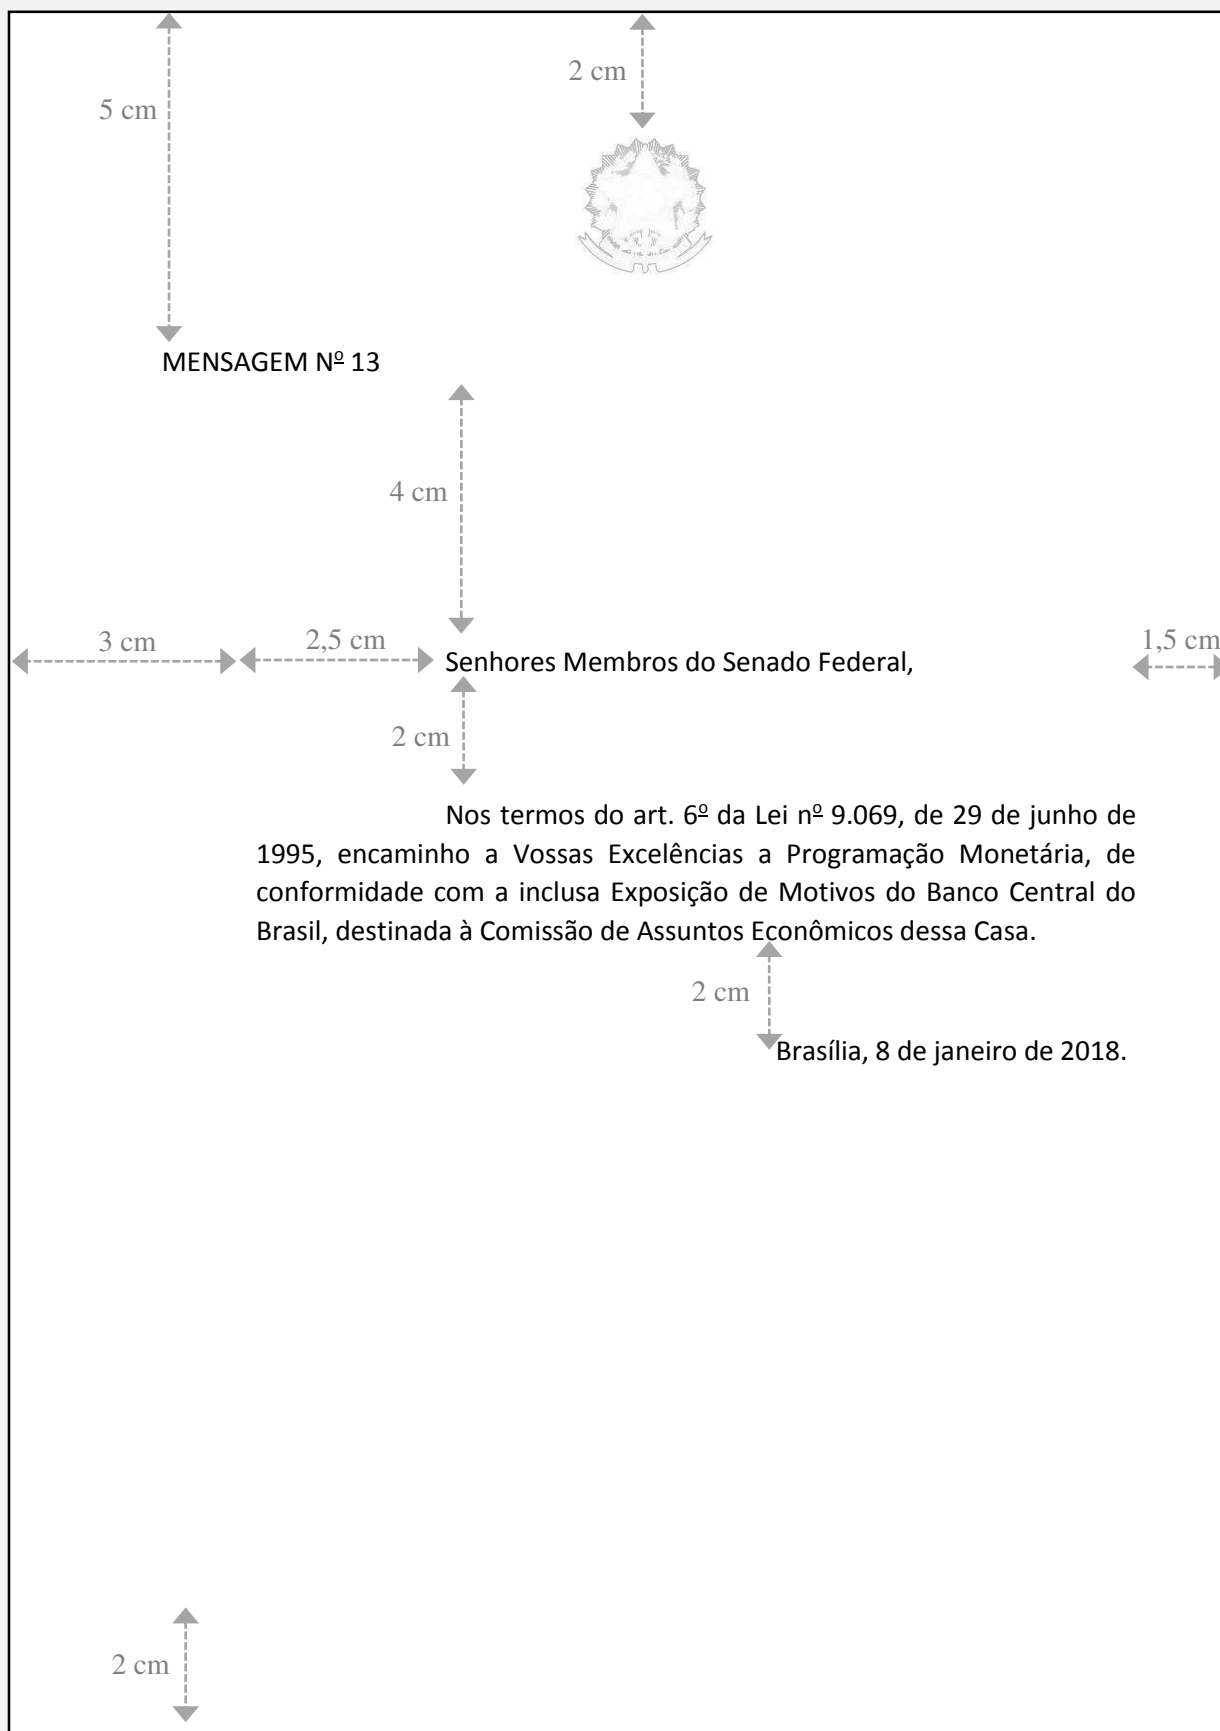 2 cm
5 cm
MENSAGEM Nº 13
4 cm
3 cm
2,5 cm
1,5 cm
Senhores Membros do Senado Federal,
2 cm
Nos termos do art. 6º da Lei nº 9.069, de 29 de junho de
1995, encaminho a Vossas Excelências a Programação Monetária, de
conformidade com a inclusa Exposição de Motivos do Banco Central do
Brasil, destinada à Comissão de Assuntos Econômicos dessa Casa.
2 cm
Brasília, 8 de janeiro de 2018.
2 cm